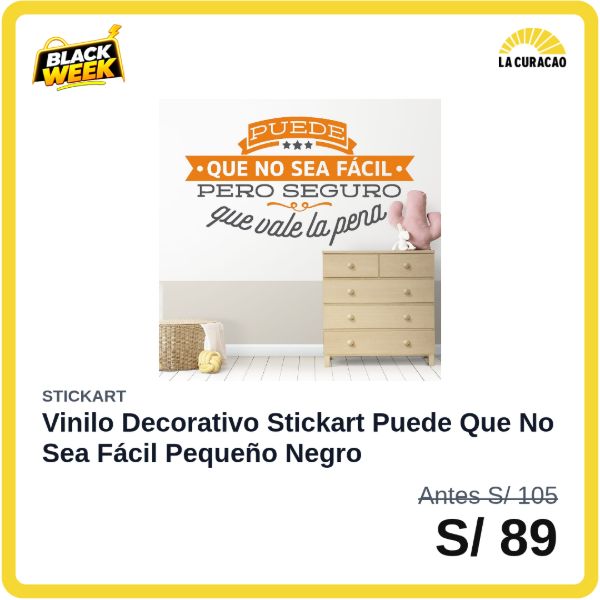 BLACK
WEEK
LA CURACAO
PUEDE
• QUE NO SEA FÁCIL •
PERO SEGURO
que vale la pena
STICKART
Vinilo Decorativo Stickart Puede Que No
Sea Fácil Pequeño Negro
Antes S/ 105
S/ 89